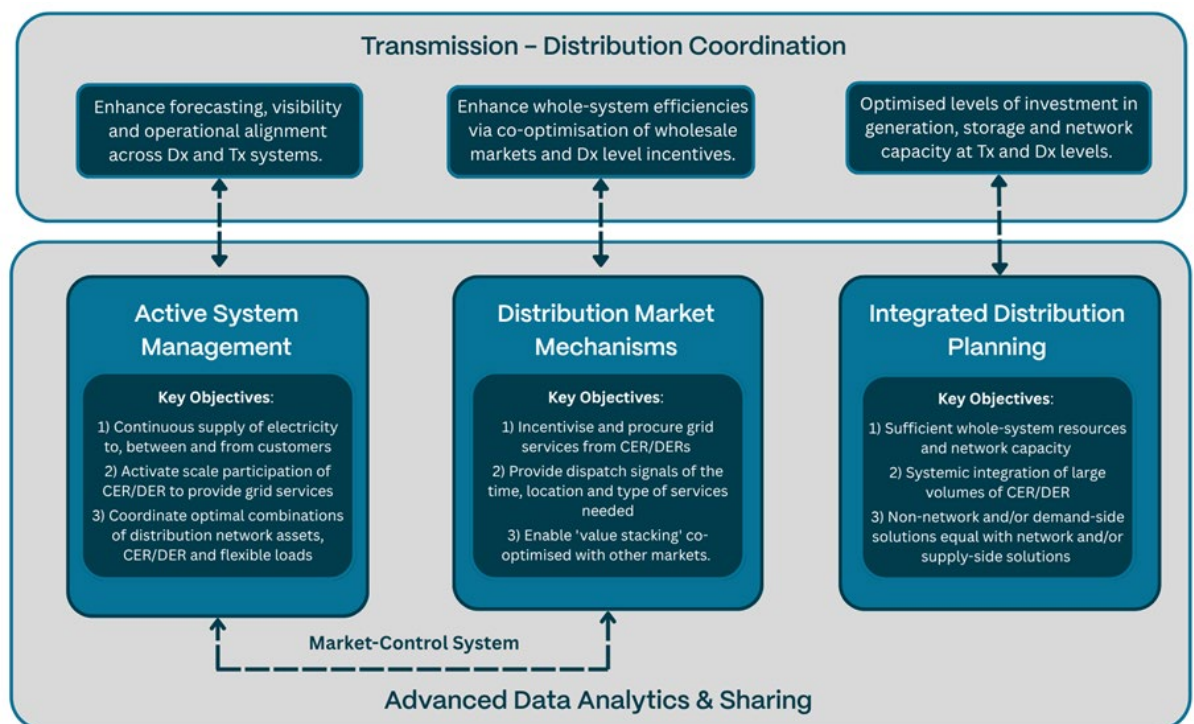 Transmission – Distribution Coordination
Enhance forecasting, visibility
and operational alignment
across Dx and Tx systems.
Enhance whole-system efficiencies
via co-optimisation of wholesale
markets and Dx level incentives.
Optimised levels of investment in
generation, storage and network
capacity at Tx and Dx levels.
Active System
Management
Key Objectives:
1) Continuous supply of electricity
to, between and from customers
2) Activate scale participation of
CER/DER to provide grid services
3) Coordinate optimal combinations
of distribution network assets,
CER/DER and flexible loads
Distribution Market
Mechanisms
Key Objectives:
1) Incentivise and procure grid
services from CER/DERs
2) Provide dispatch signals of the
time, location and type of services
needed
3) Enable 'value stacking' co-
optimised with other markets.
Integrated Distribution
Planning
Key Objectives:
1) Sufficient whole-system resources
and network capacity
2) Systemic integration of large
volumes of CER/DER
3) Non-network and/or demand-side
solutions equal with network and/or
supply-side solutions
Market-Control System
Advanced Data Analytics & Sharing